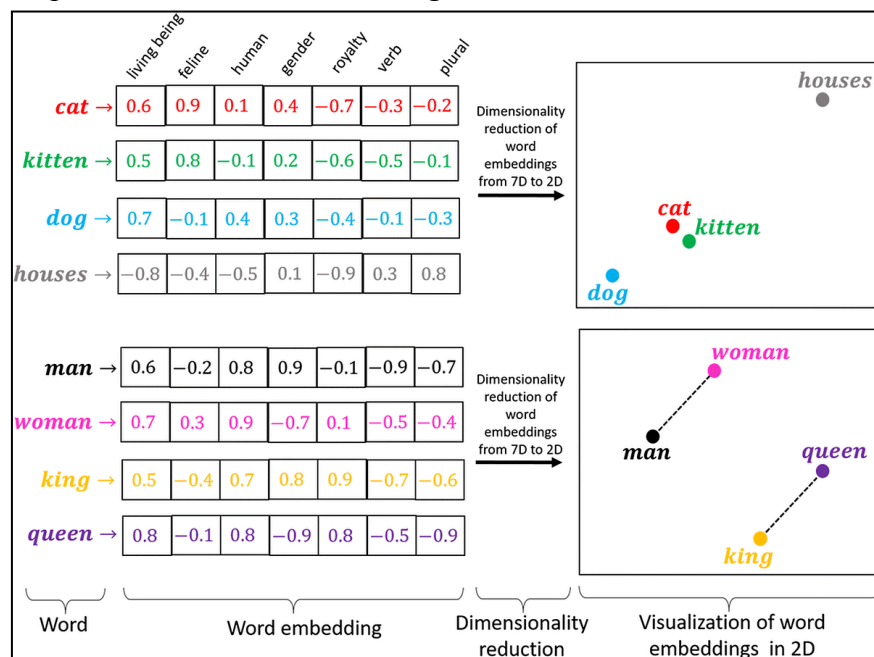 living being feline human gender royalty verb plural
cat → 0.6 0.9 0.1 0.4 −0.7 −0.3 −0.2
kitten → 0.5 0.8 −0.1 0.2 −0.6 −0.5 −0.1
dog → 0.7 −0.1 0.4 0.3 −0.4 −0.1 −0.3
houses → −0.8 −0.4 −0.5 0.1 −0.9 0.3 0.8
Dimensionality
reduction of
word
embeddings
from 7D to 2D
houses
cat
kitten
dog
man → 0.6 −0.2 0.8 0.9 −0.1 −0.9 −0.7
woman → 0.7 0.3 0.9 −0.7 0.1 −0.5 −0.4
king → 0.5 −0.4 0.7 0.8 0.9 −0.7 −0.6
queen → 0.8 −0.1 0.8 −0.9 0.8 −0.5 −0.9
Dimensionality
reduction of
word
embeddings
from 7D to 2D
woman
man
queen
king
Word
Word embedding
Dimensionality
reduction
Visualization of word
embeddings in 2D